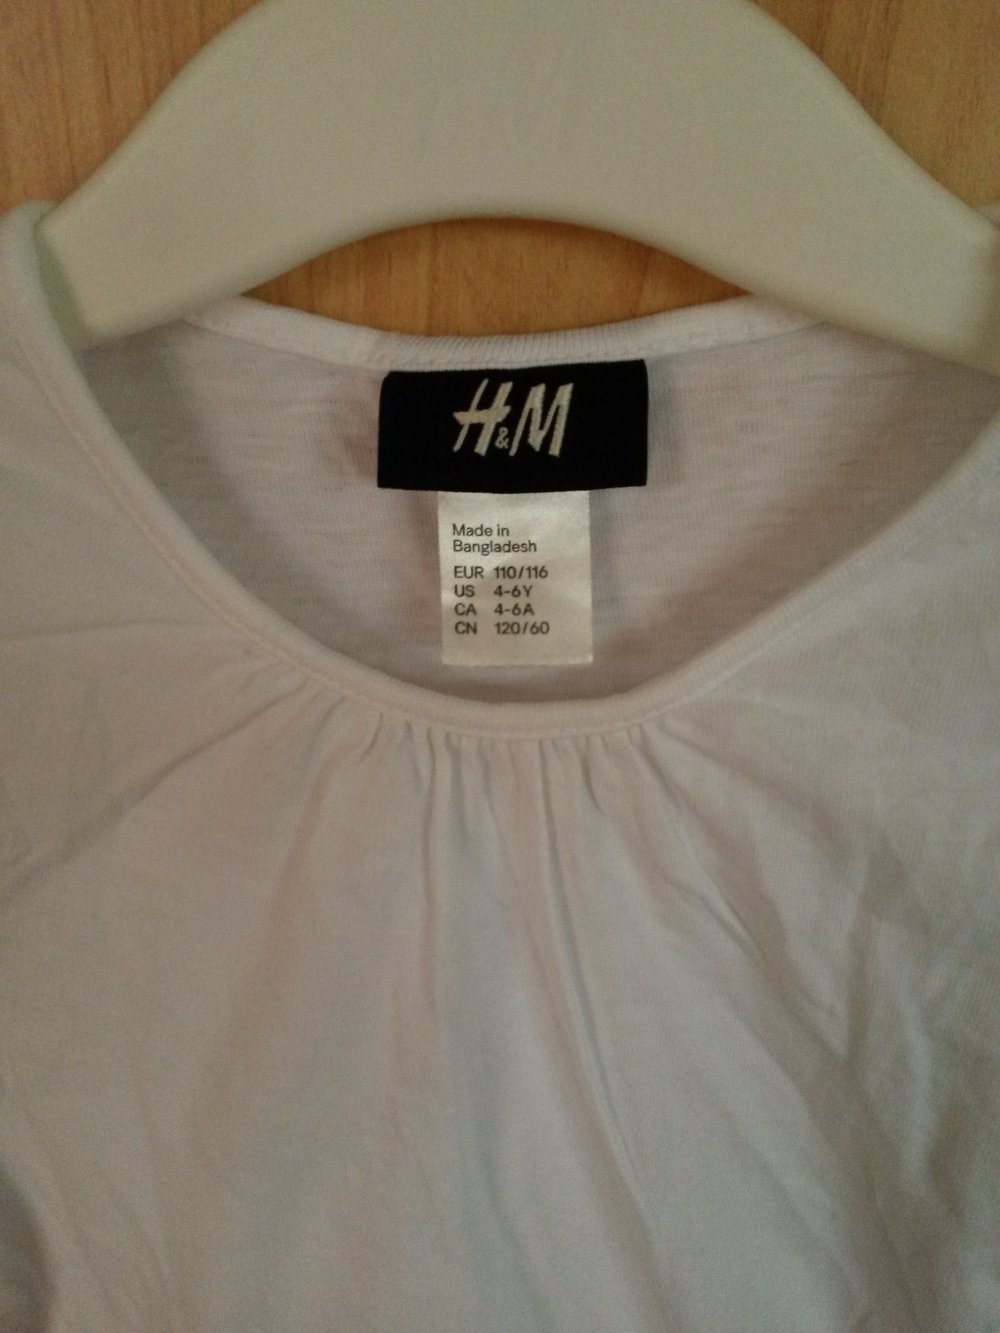 H&M
Made in
Bangladesh
EUR 110/116
US 4-6Y
CA 4-6A
CN 120/60